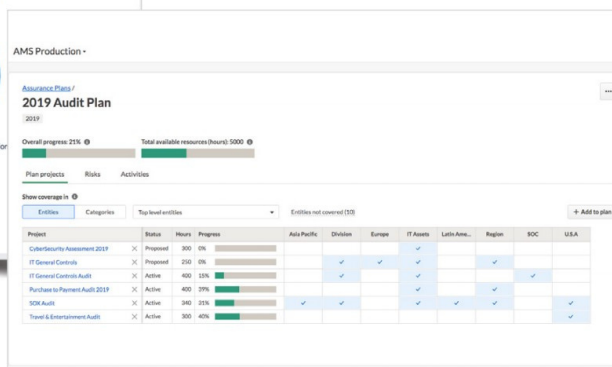 AMS Production
Assurance Plans /
2019 Audit Plan
2019
Overall progress: 21%
Total available resources (hours): 5000
Plan projects Risks Activities
Show coverage in
Entities Categories Top level entities Entities not covered (10) + Add to plan
Project Status Hours Progress Asia Pacific Division Europe IT Assets Latin Ame... Region SOC U.S.A
CyberSecurity Assessment 2019 × Proposed 300 0%
IT General Controls × Proposed 250 0%
IT General Controls Audit × Active 400 15%
Purchase to Payment Audit 2019 × Active 400 39%
SOX Audit × Active 340 31%
Travel & Entertainment Audit × Active 300 40%